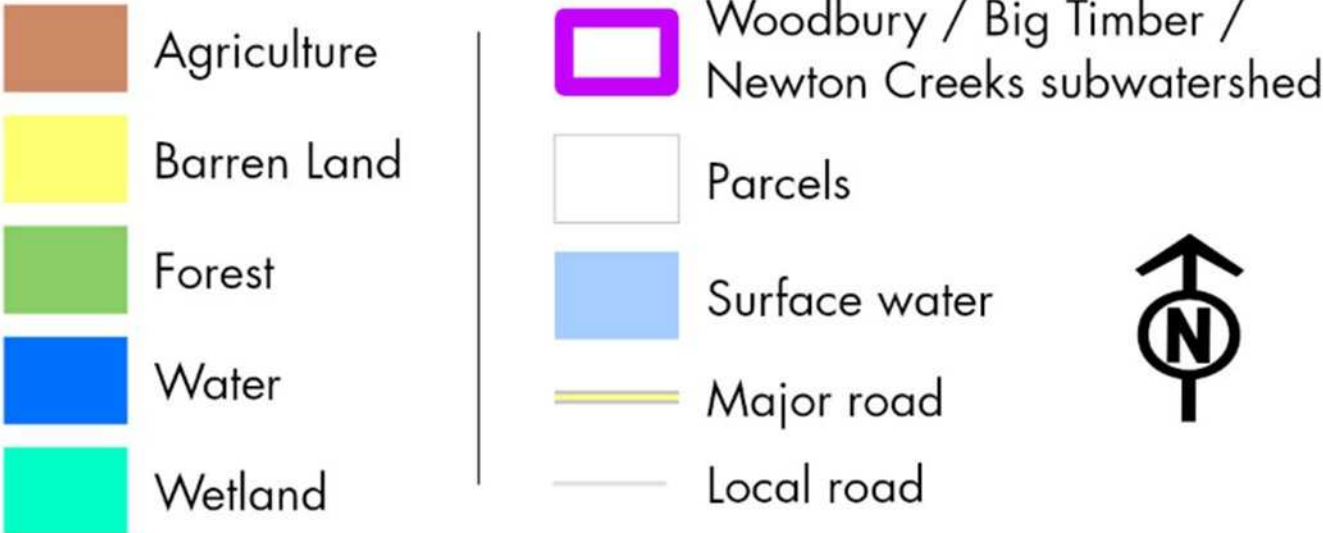 Agriculture
Barren Land
Forest
Water
Wetland
Woodbury / Big Timber /
Newton Creeks subwatershed
Parcels
Surface water
Major road
Local road
N